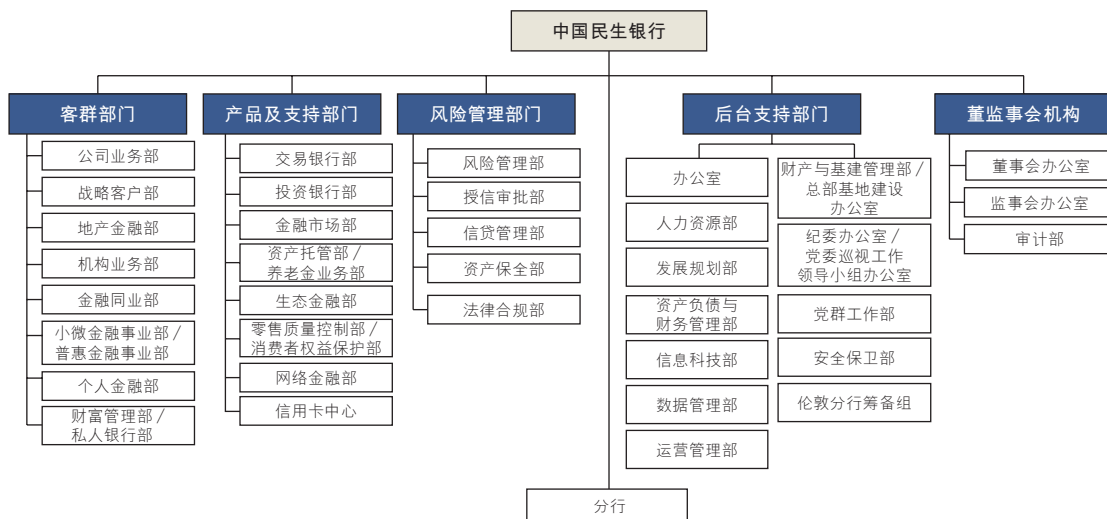 中国民生银行
客群部门
公司业务部
战略客户部
地产金融部
机构业务部
金融同业部
小微金融事业部 /
普惠金融事业部
个人金融部
财富管理部 /
私人银行部
产品及支持部门
交易银行部
投资银行部
金融市场部
资产托管部 /
养老金业务部
生态金融部
零售质量控制部 /
消费者权益保护部
网络金融部
信用卡中心
风险管理部门
风险管理部
授信审批部
信贷管理部
资产保全部
法律合规部
后台支持部门
办公室
人力资源部
发展规划部
资产负债与
财务管理部
信息科技部
数据管理部
运营管理部
财产与基建管理部 /
总部基地建设
办公室
纪委办公室 /
党委巡视工作
领导小组办公室
党群工作部
安全保卫部
伦敦分行筹备组
董监事会机构
董事会办公室
监事会办公室
审计部
分行